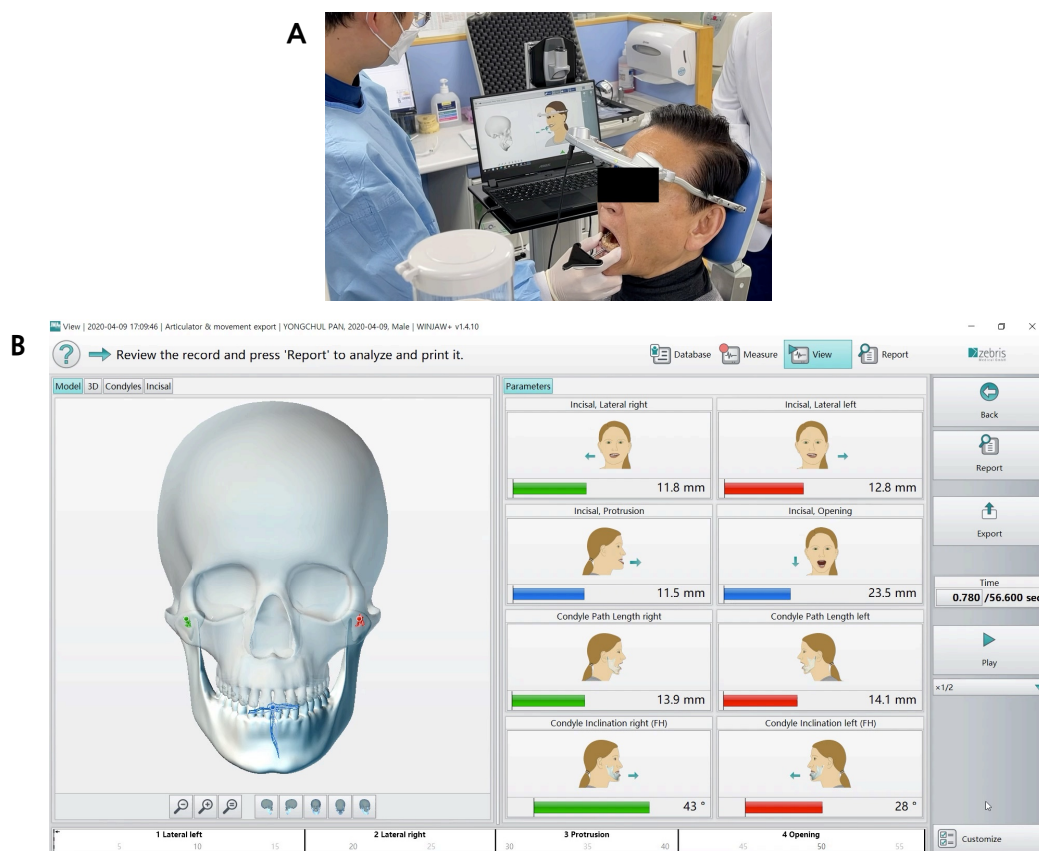 A
B
View | 2020-04-09 17:09:46 | Articulator & movement export | YONGCHUL PAN, 2020-04-09, Male | WINJAW+ v1.4.10
? Review the record and press 'Report' to analyze and print it.
Database Measure View Report
zebris
Model 3D Condyles Incisal
Parameters
Incisal, Lateral right
11.8 mm
Incisal, Lateral left
12.8 mm
Incisal, Protrusion
11.5 mm
Incisal, Opening
23.5 mm
Condyle Path Length right
13.9 mm
Condyle Path Length left
14.1 mm
Condyle Inclination right (FH)
43 °
Condyle Inclination left (FH)
28 °
Back
Report
Export
Time
0.780 /56.600 sec
Play
×1/2
Customize
1 Lateral left 2 Lateral right 3 Protrusion 4 Opening
5 10 15 20 25 30 35 40 45 50 55